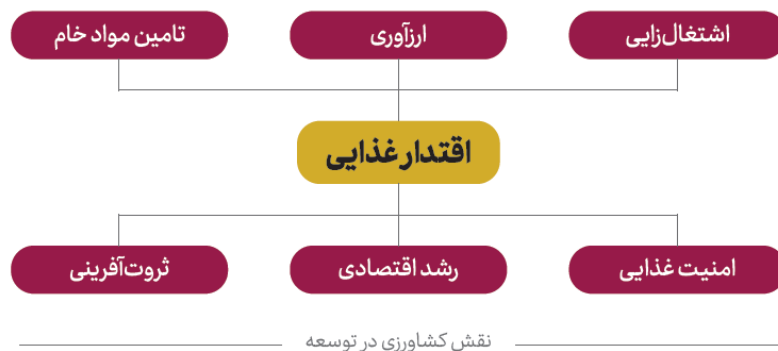 اشتغال‌زایی
ارزآوری
تامین مواد خام
اقتدار غذایی
امنیت غذایی
رشد اقتصادی
ثروت‌آفرینی
نقش کشاورزی در توسعه